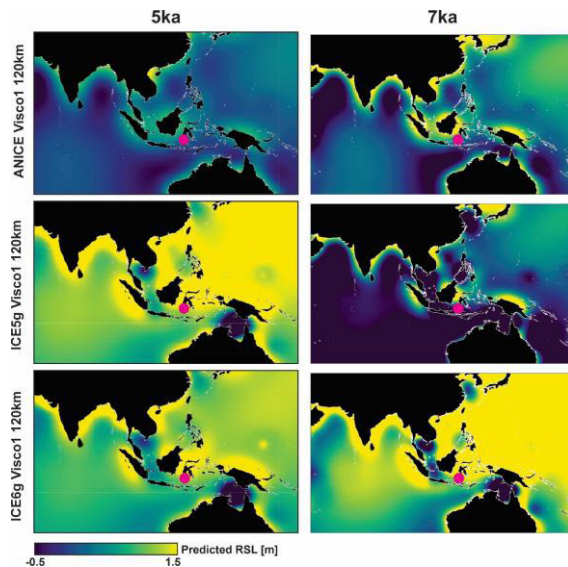 5ka
7ka
ANICE Visco1 120km
ICE5g Visco1 120km
ICE6g Visco1 120km
Predicted RSL [m]
-0.5
1.5